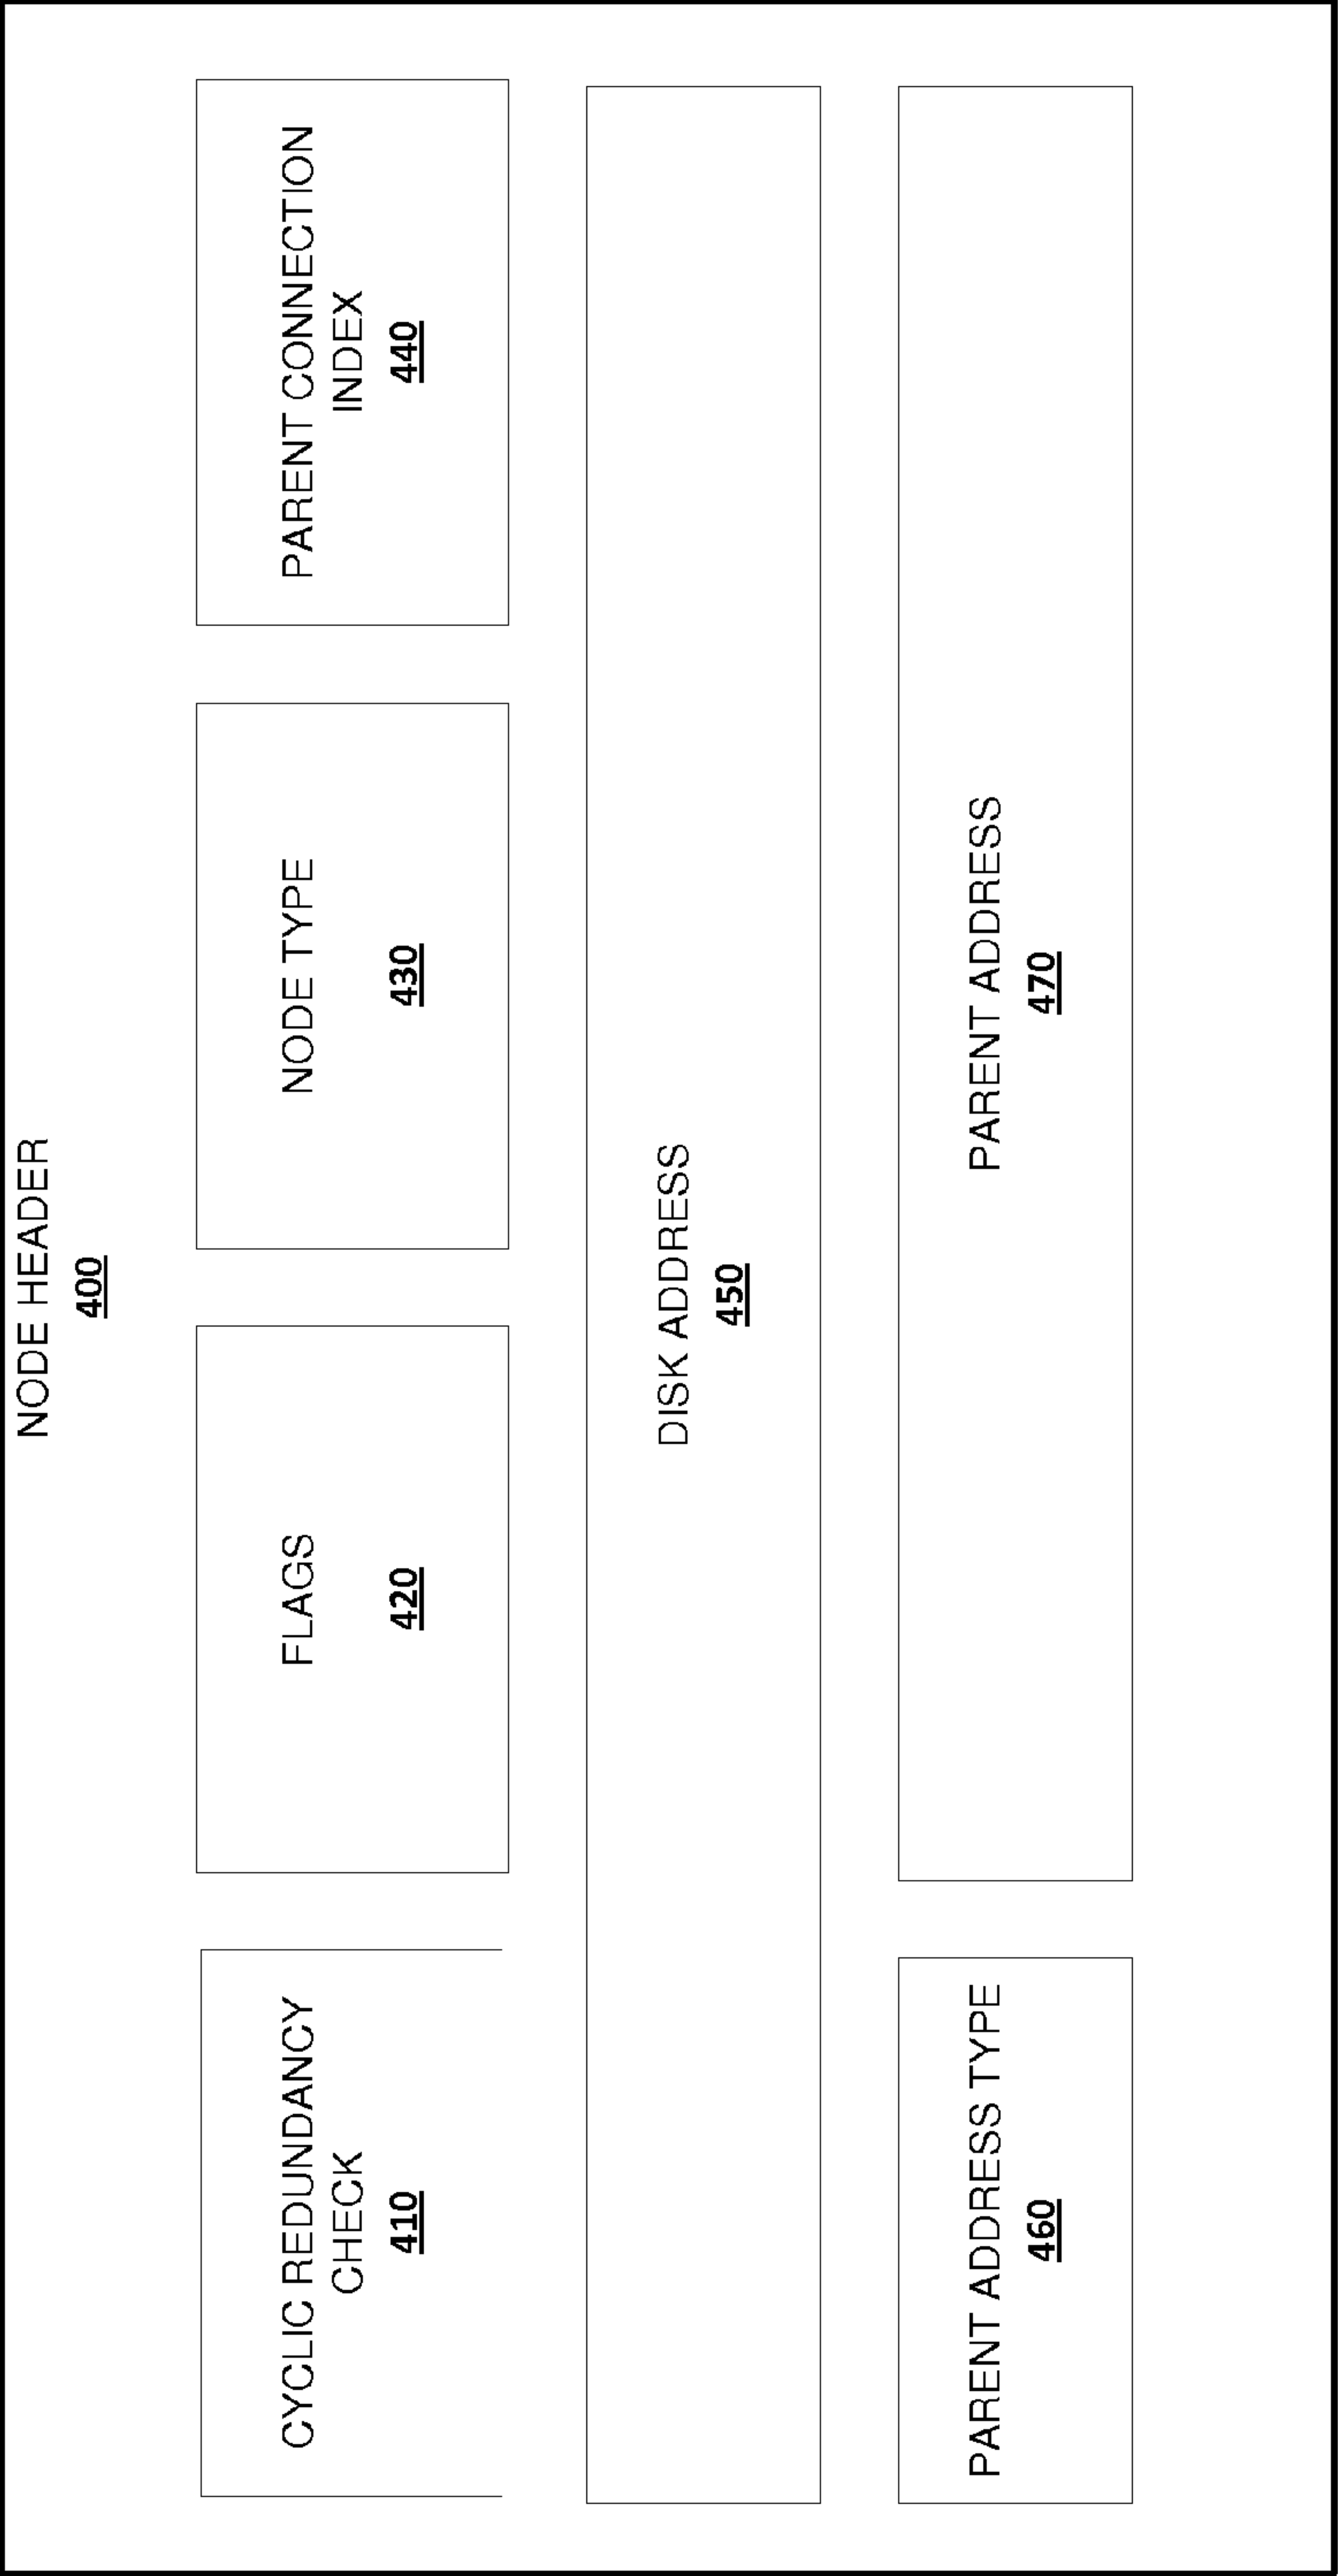 NODE HEADER
400
CYCLIC REDUNDANCY
CHECK
410
FLAGS
420
NODE TYPE
430
PARENT CONNECTION
INDEX
440
DISK ADDRESS
450
PARENT ADDRESS TYPE
460
PARENT ADDRESS
470